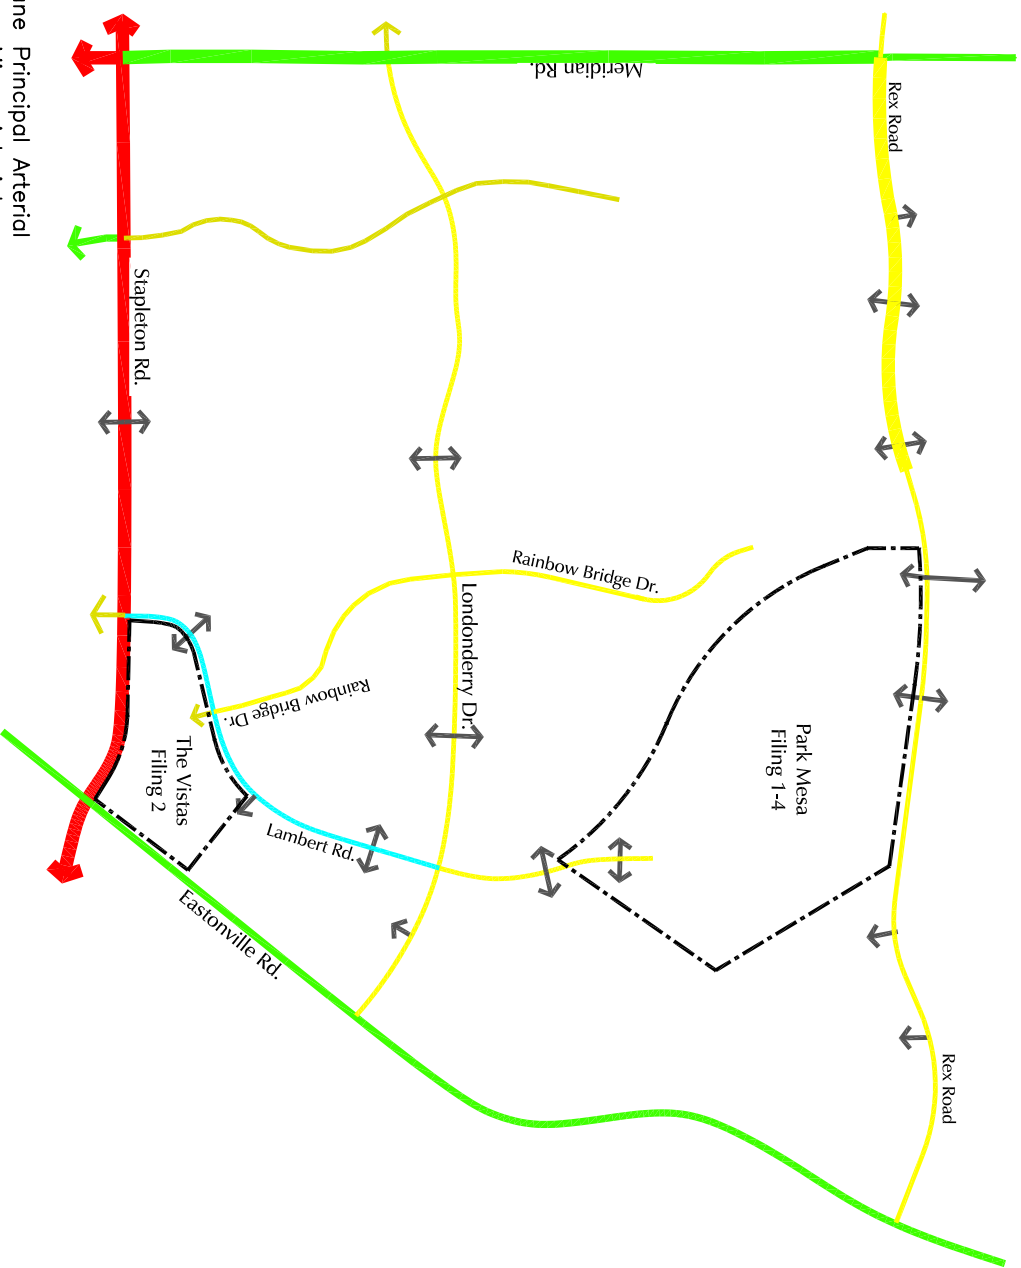 Principal Arterial
Meridian Rd.
Rex Road
Stapleton Rd.
Rainbow Bridge Dr.
Londonderry Dr.
Rainbow Bridge Dr.
Park Mesa
Filing 1-4
The Vistas
Filing 2
Lambert Rd.
Eastonville Rd.
Rex Road